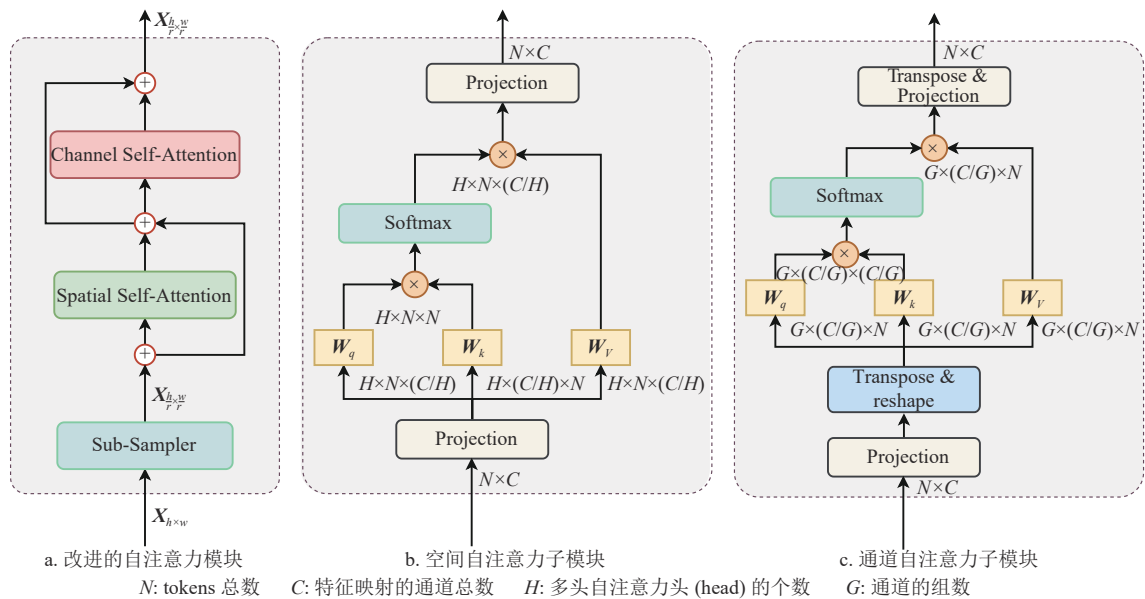 X h/r × w/r
Channel Self-Attention
Spatial Self-Attention
X h/r × w/r
Sub-Sampler
X h×w
a. 改进的自注意力模块
N×C
Projection
H×N×(C/H)
Softmax
H×N×N
W_q
W_k
W_V
H×N×(C/H)
H×(C/H)×N
H×N×(C/H)
Projection
N×C
b. 空间自注意力子模块
N×C
Transpose &
Projection
G×(C/G)×N
Softmax
G×(C/G)×(C/G)
W_q
W_k
W_V
G×(C/G)×N
G×(C/G)×N
G×(C/G)×N
Transpose &
reshape
Projection
N×C
c. 通道自注意力子模块
N: tokens 总数 C: 特征映射的通道总数 H: 多头自注意力头 (head) 的个数 G: 通道的组数